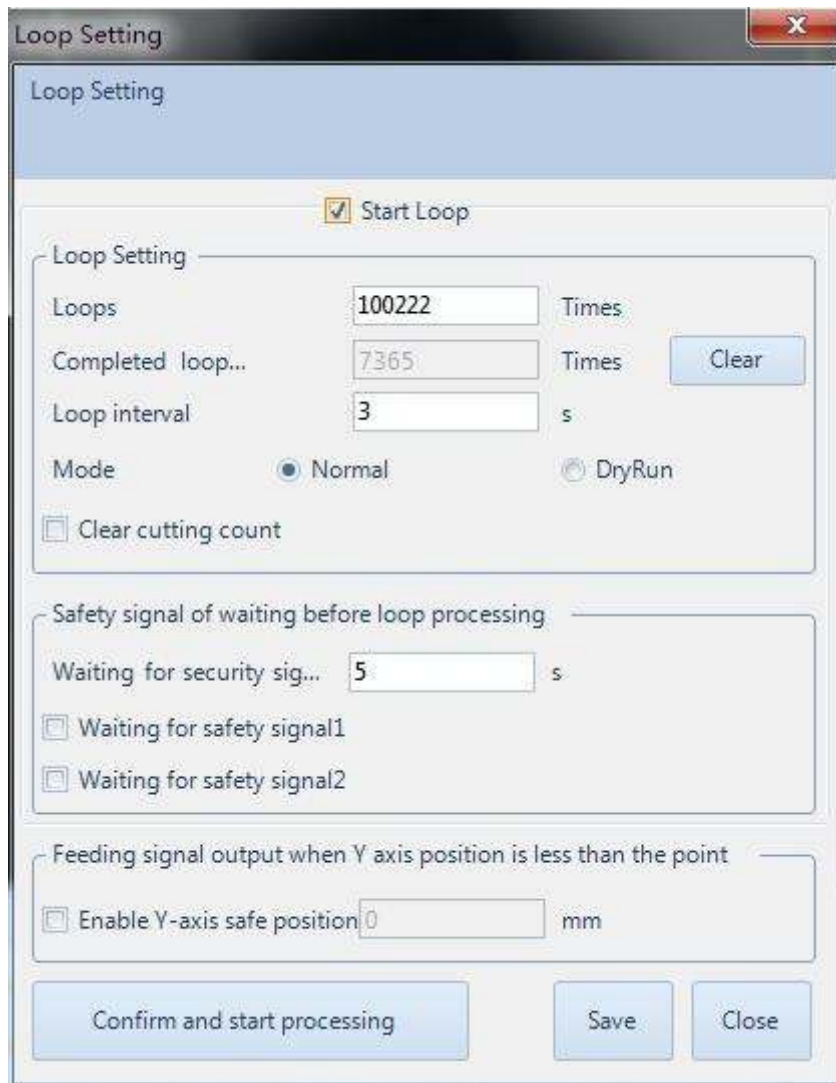 Loop Setting
Loop Setting
Start Loop
Loop Setting
Loops 100222 Times
Completed loop... 7365 Times Clear
Loop interval 3 s
Mode Normal DryRun
Clear cutting count
Safety signal of waiting before loop processing
Waiting for security sig... 5 s
Waiting for safety signal1
Waiting for safety signal2
Feeding signal output when Y axis position is less than the point
Enable Y-axis safe position 0 mm
Confirm and start processing Save Close